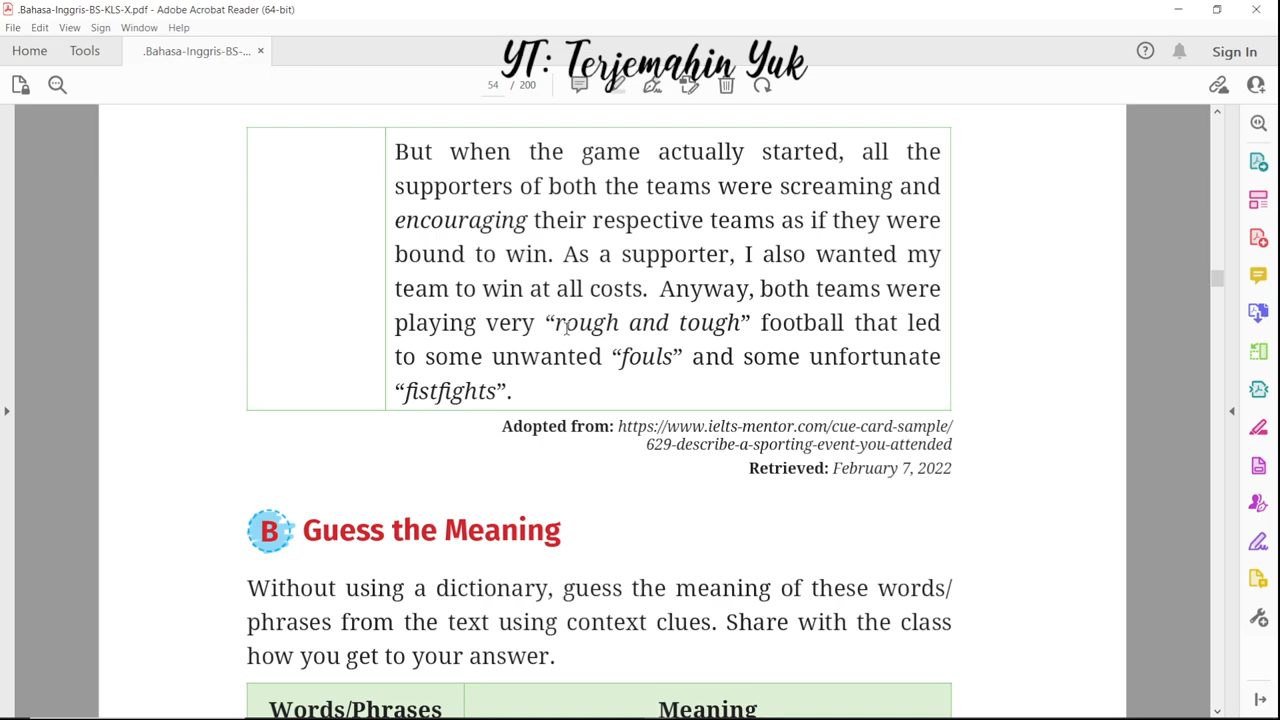 .Bahasa-Inggris-BS-KLS-X.pdf - Adobe Acrobat Reader (64-bit)
File Edit View Sign Window Help
Home Tools .Bahasa-Inggris-BS-... × Sign In
YT: Terjemahin Yuk
54 / 200
But when the game actually started, all the
supporters of both the teams were screaming and
encouraging their respective teams as if they were
bound to win. As a supporter, I also wanted my
team to win at all costs. Anyway, both teams were
playing very “rough and tough” football that led
to some unwanted “fouls” and some unfortunate
“fistfights”.
Adopted from: https://www.ielts-mentor.com/cue-card-sample/
629-describe-a-sporting-event-you-attended
Retrieved: February 7, 2022
B Guess the Meaning
Without using a dictionary, guess the meaning of these words/
phrases from the text using context clues. Share with the class
how you get to your answer.
Words/Phrases Meaning